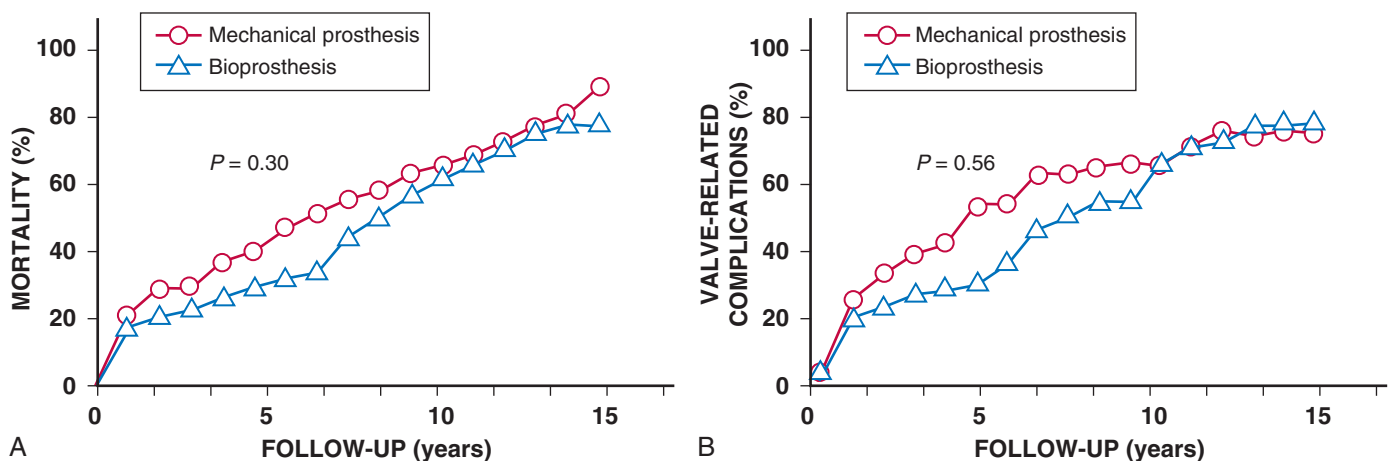 Mechanical prosthesis
Bioprosthesis
MORTALITY (%)
100
80
60
40
20
0
P = 0.30
0 5 10 15
FOLLOW-UP (years)
A
Mechanical prosthesis
Bioprosthesis
VALVE-RELATED
COMPLICATIONS (%)
100
80
60
40
20
0
P = 0.56
0 5 10 15
FOLLOW-UP (years)
B